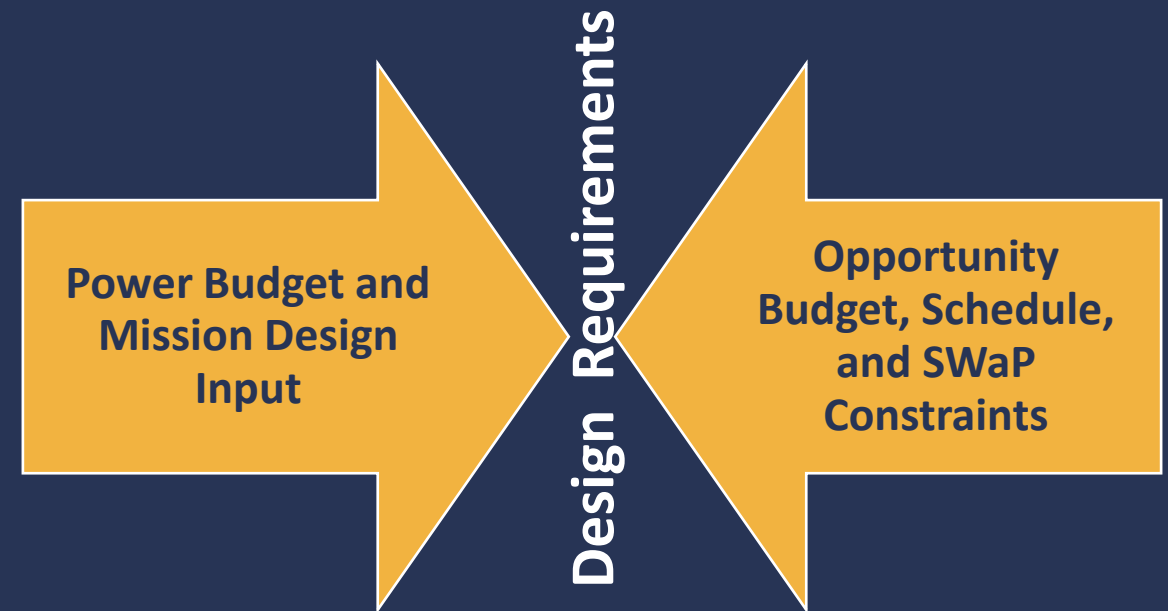 Power Budget and
Mission Design
Input
Design Requirements
Opportunity
Budget, Schedule,
and SWaP
Constraints